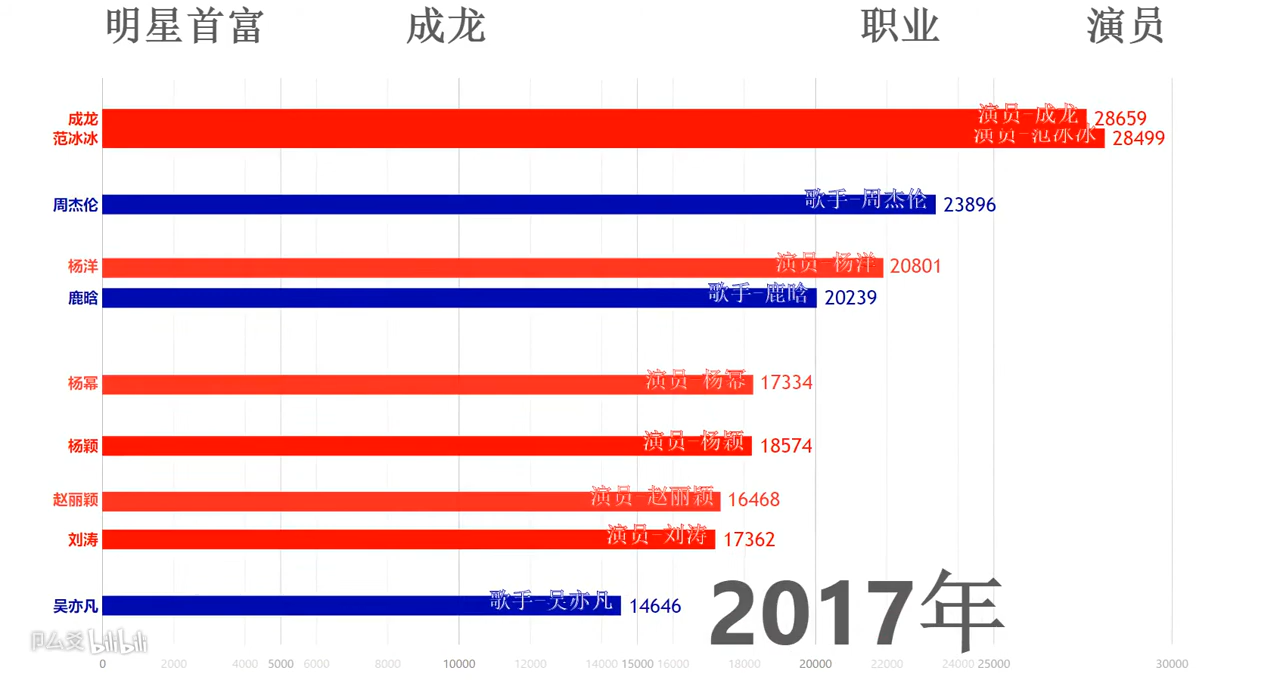 明星首富 成龙 职业 演员
成龙 演员-成龙 28659
范冰冰 演员-范冰冰 28499
周杰伦 歌手-周杰伦 23896
杨洋 演员-杨洋 20801
鹿晗 歌手-鹿晗 20239
杨幂 演员-杨幂 17334
杨颖 演员-杨颖 18574
赵丽颖 演员-赵丽颖 16468
刘涛 演员-刘涛 17362
吴亦凡 歌手-吴亦凡 14646
2017年
bilibili
0 2000 4000 5000 6000 8000 10000 12000 14000 15000 16000 18000 20000 22000 24000 25000 30000